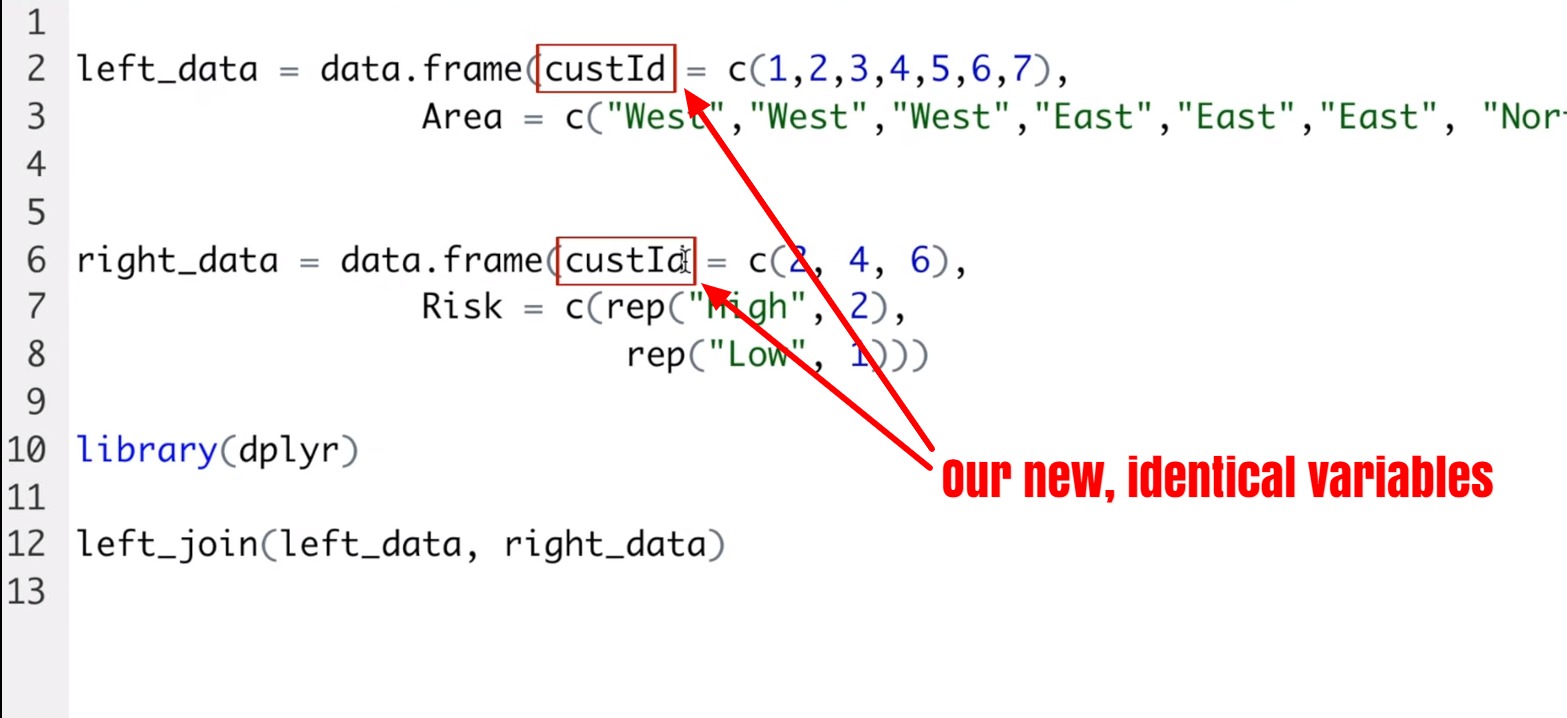 1
2 left_data = data.frame(custId = c(1,2,3,4,5,6,7),
3 Area = c("West","West","West","East","East","East", "Nor
4
5
6 right_data = data.frame(custId = c(2, 4, 6),
7 Risk = c(rep("High", 2),
8 rep("Low", 1)))
9
10 library(dplyr)
Our new, identical variables
11
12 left_join(left_data, right_data)
13